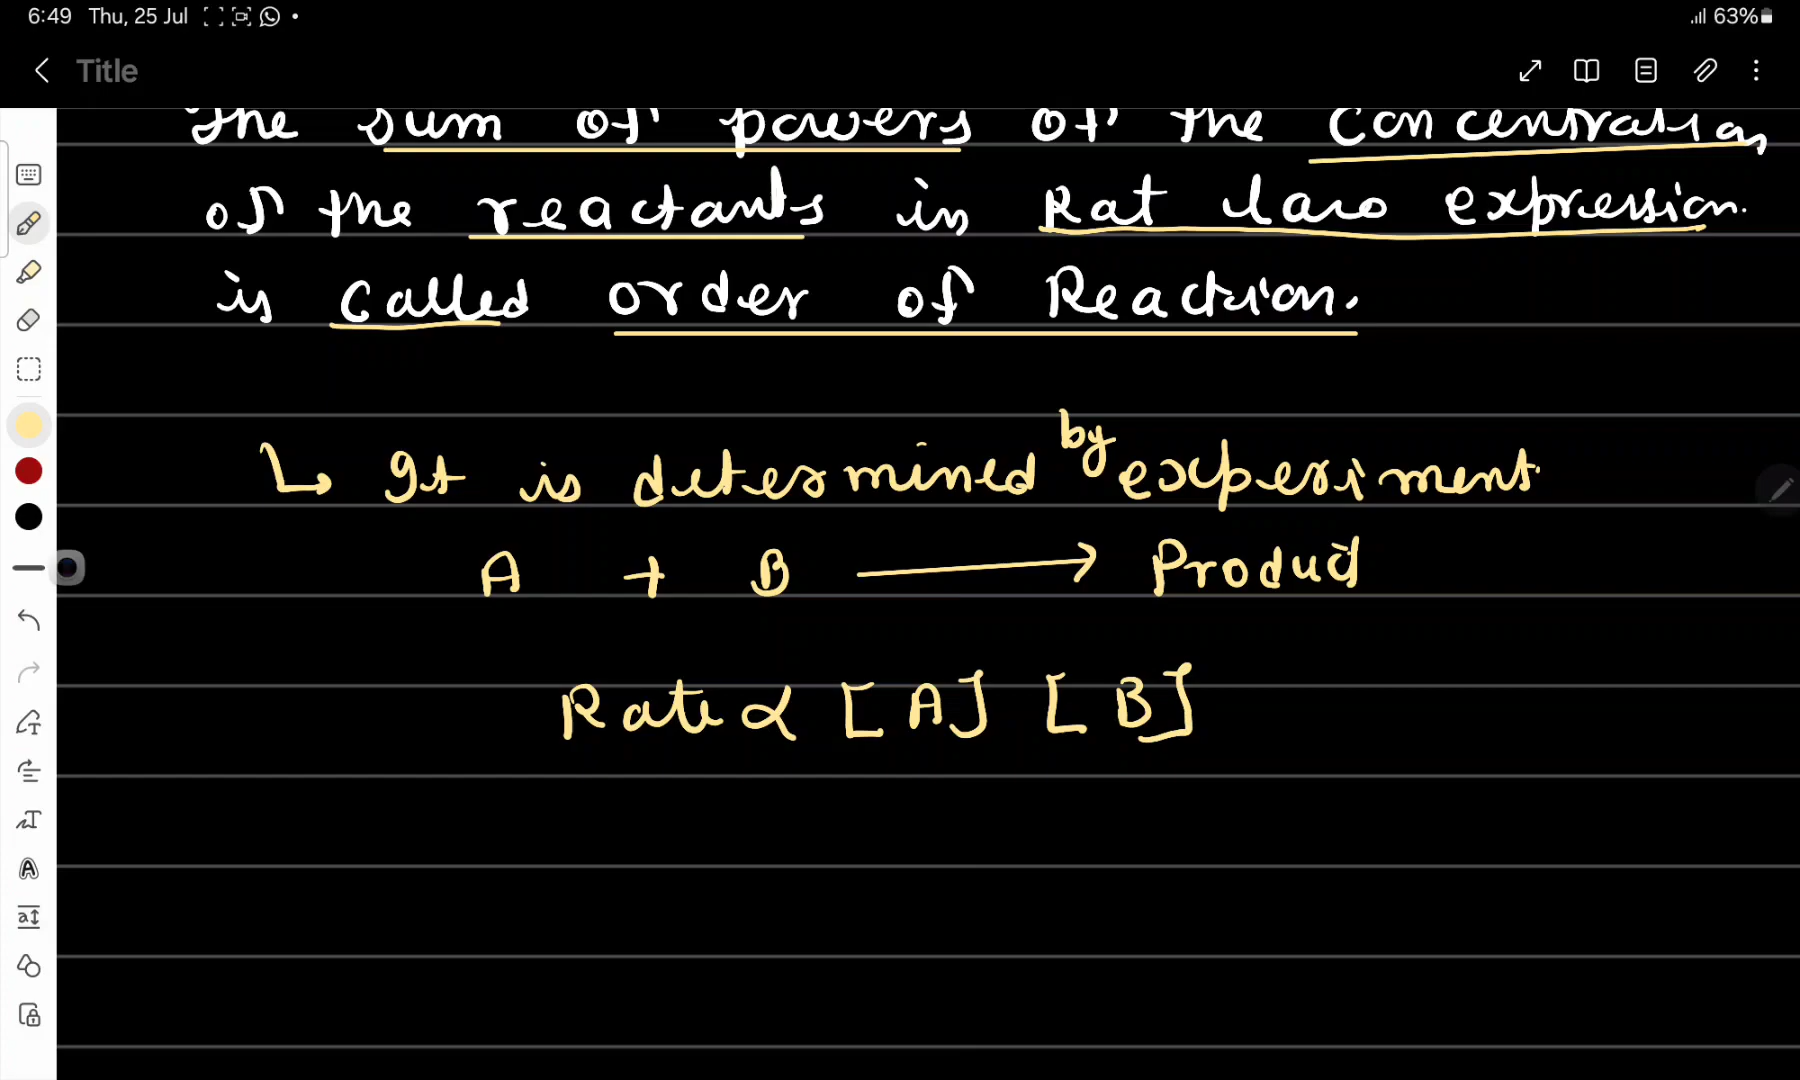 6:49 Thu, 25 Jul 63%
Title
The sum of powers of the concentration
of the reactants in Rat law expression.
is called order of Reaction.
↳ It is determined by experiment
A + B ⟶ Product
Rate ∝ [A] [B]